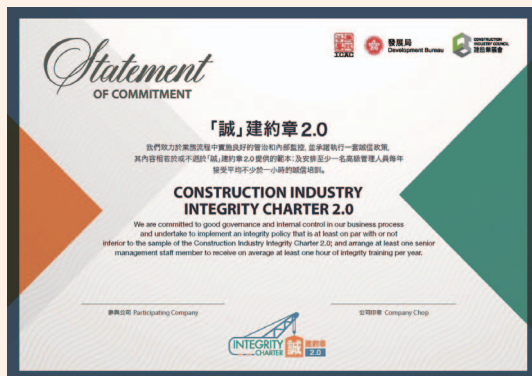 Statement
OF COMMITMENT
ICAC
發展局
Development Bureau
CONSTRUCTION
INDUSTRY COUNCIL
建造業議會
「誠」建約章 2.0
我們致力於業務流程中實施良好的管治和內部監控, 並承諾執行一套誠信政策,
其內容相若於或不遜於「誠」建約章 2.0 提供的範本; 及安排至少一名高級管理人員每年
接受平均不少於一小時的誠信培訓。
CONSTRUCTION INDUSTRY
INTEGRITY CHARTER 2.0
We are committed to good governance and internal control in our business process
and undertake to implement an integrity policy that is at least on par with or not
inferior to the sample of the Construction Industry Integrity Charter 2.0; and arrange at least one senior
management staff member to receive on average at least one hour of integrity training per year.
參與公司 Participating Company
公司印章 Company Chop
INTEGRITY
CHARTER
誠
建約章
2.0